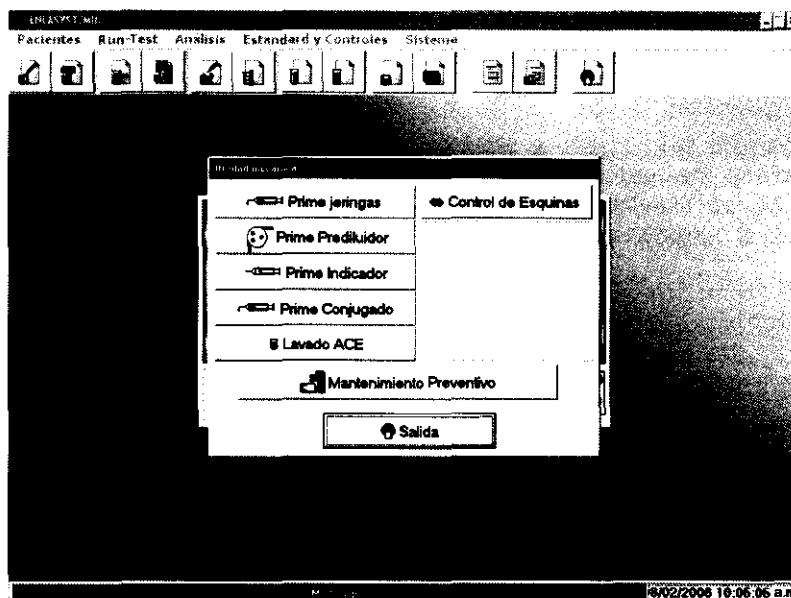 Pacientes Run-Test Analisis Estandard y Controles Sistema
Prime jeringas
Control de Esquinas
Prime Prediluidor
Prime Indicador
Prime Conjugado
Lavado ACE
Mantenimiento Preventivo
Salida
8/02/2006 10:06:06 a.m